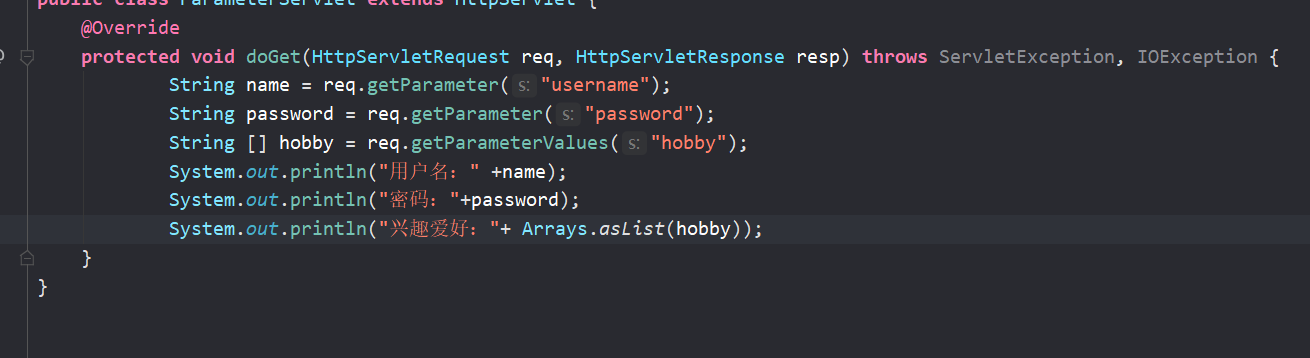 public class ParameterServlet extends HttpServlet {
@Override
protected void doGet(HttpServletRequest req, HttpServletResponse resp) throws ServletException, IOException {
String name = req.getParameter( s: "username");
String password = req.getParameter( s: "password");
String [] hobby = req.getParameterValues( s: "hobby");
System.out.println("用户名：" +name);
System.out.println("密码："+password);
System.out.println("兴趣爱好："+ Arrays.asList(hobby));
}
}